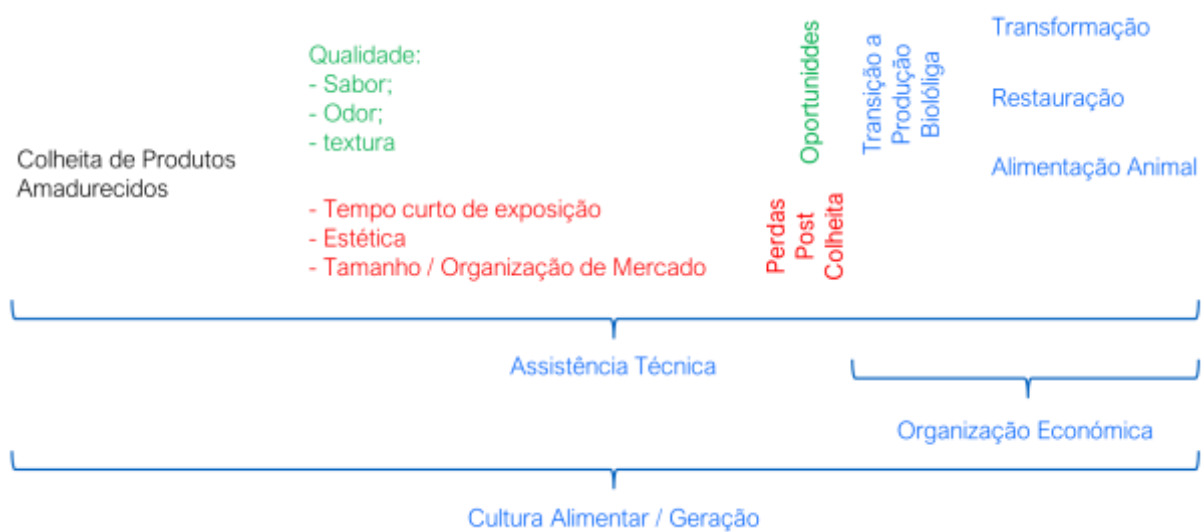 Colheita de Produtos
Amadurecidos
Qualidade:
- Sabor;
- Odor;
- textura
- Tempo curto de exposição
- Estética
- Tamanho / Organização de Mercado
Oportuniddes
Perdas
Post
Colheita
Transição a
Produção
Biolóliga
Transformação
Restauração
Alimentação Animal
Assistência Técnica
Organização Económica
Cultura Alimentar / Geração